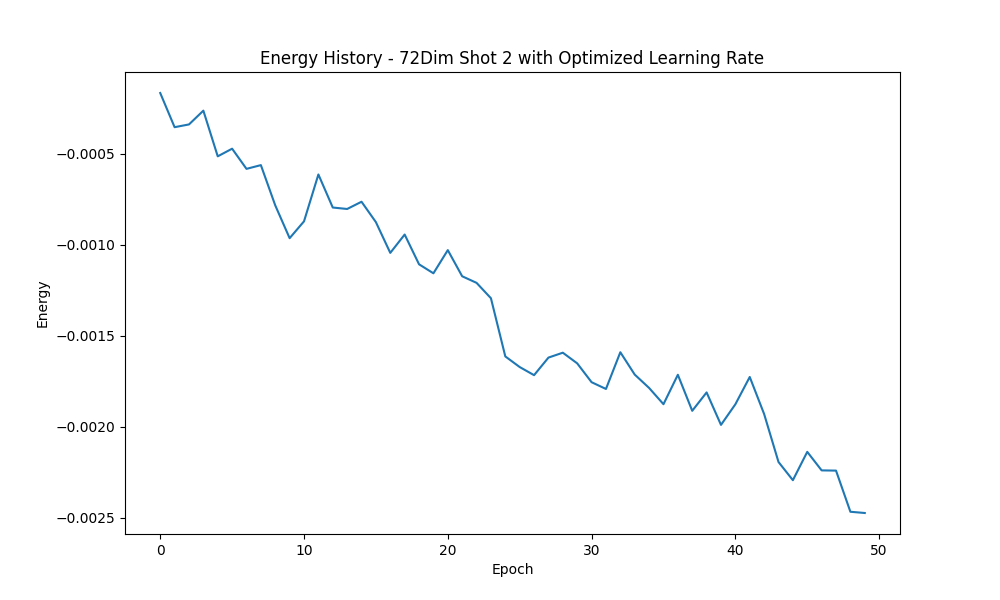 Energy History - 72Dim Shot 2 with Optimized Learning Rate
−0.0005
−0.0010
−0.0015
−0.0020
−0.0025
Energy
0 10 20 30 40 50
Epoch